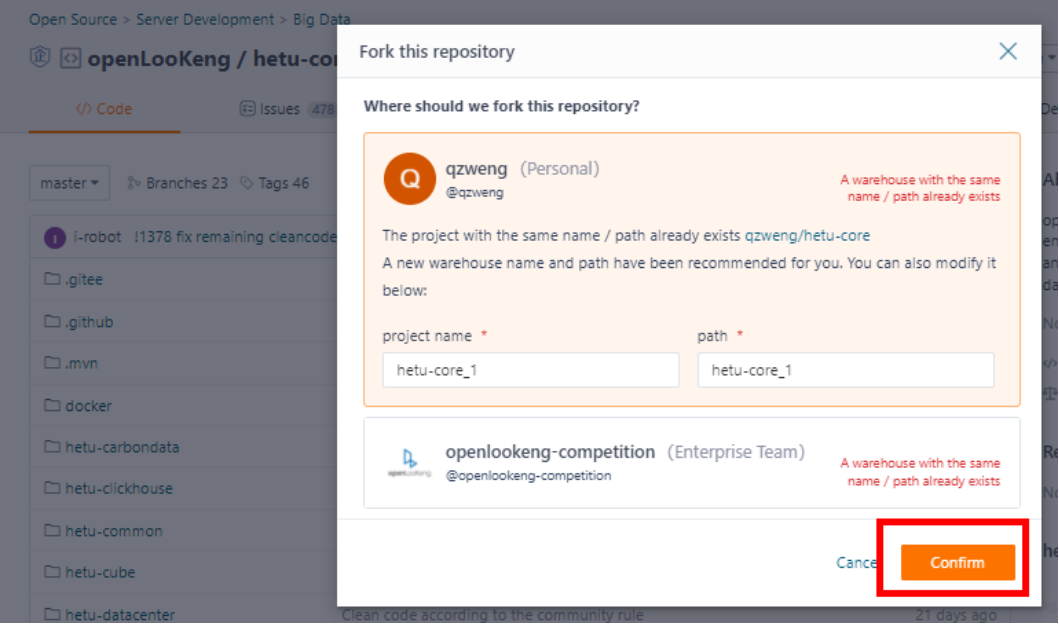 Open Source > Server Development > Big Data
openLooKeng / hetu-cor
Code
Issues 478
master
Branches 23
Tags 46
i-robot !1378 fix remaining cleancode
.gitee
.github
.mvn
docker
hetu-carbondata
hetu-clickhouse
hetu-common
hetu-cube
hetu-datacenter
Clean code according to the community rule
21 days ago
Fork this repository
Where should we fork this repository?
Q
qzweng (Personal)
@qzweng
A warehouse with the same
name / path already exists
The project with the same name / path already exists qzweng/hetu-core
A new warehouse name and path have been recommended for you. You can also modify it
below:
project name *
path *
hetu-core_1
hetu-core_1
openLooKeng
openlookeng-competition (Enterprise Team)
@openlookeng-competition
A warehouse with the same
name / path already exists
Cance
Confirm